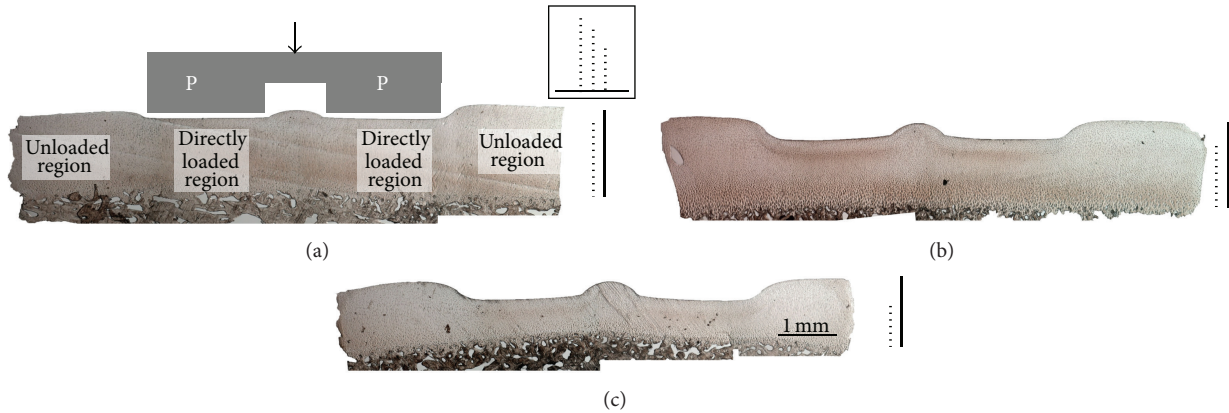 P
P
Unloaded
region
Directly
loaded
region
Directly
loaded
region
Unloaded
region
(a)
(b)
1 mm
(c)